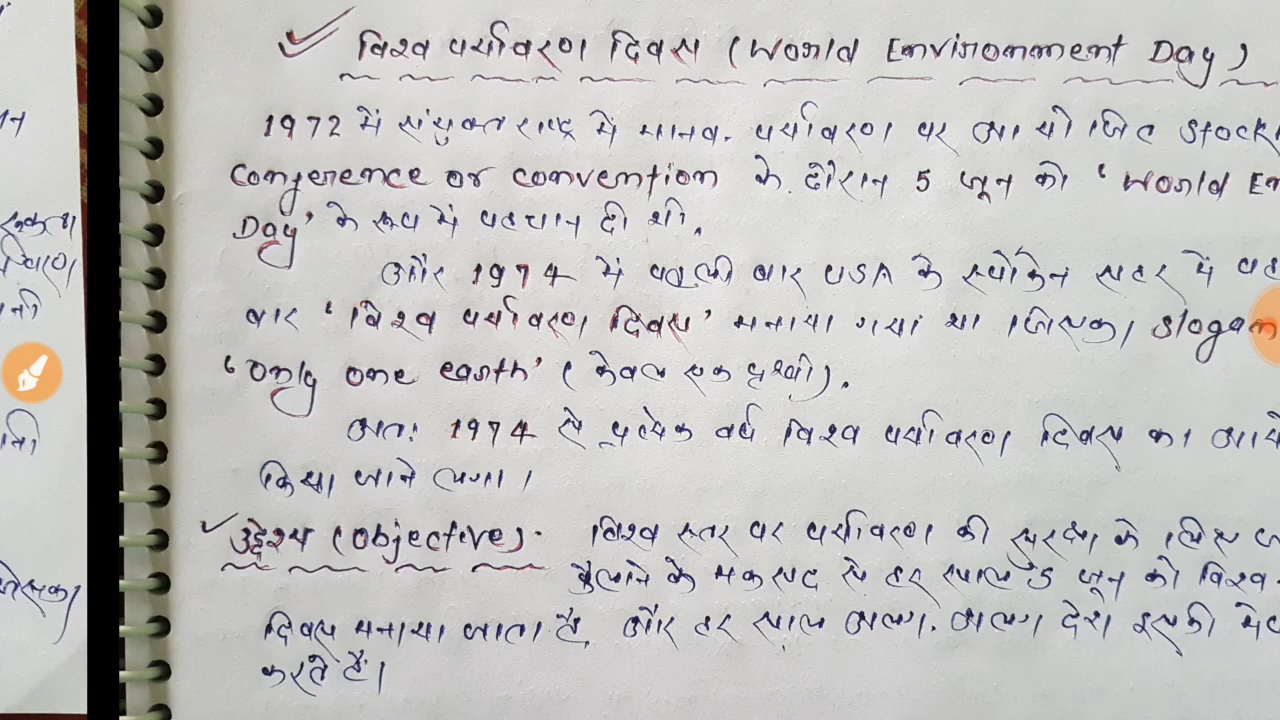 विश्व पर्यावरण दिवस (World Environment Day)
1972 में संयुक्त राष्ट्र में मानव पर्यावरण पर आयोजित Stock
Conference or convention के दौरान 5 जून को 'World En
Day' के रूप में पहचान दी थी,
और 1974 में पहली बार USA के स्पोकेन सहर में पह
बार 'विश्व पर्यावरण दिवस' मनाया गया था जिसका Slogan
'only one earth' (केवल एक पृथ्वी).
अतः 1974 से प्रत्येक वर्ष विश्व पर्यावरण दिवस का आयो
किया जाने लगा।
उद्देश्य (objective)- विश्व स्तर पर पर्यावरण की सुरक्षा के लिए ज
फैलाने के मकसद से हर साल 5 जून को विश्व
दिवस मनाया जाता है, और हर साल अलग-अलग देश इसकी मे
करते हैं।